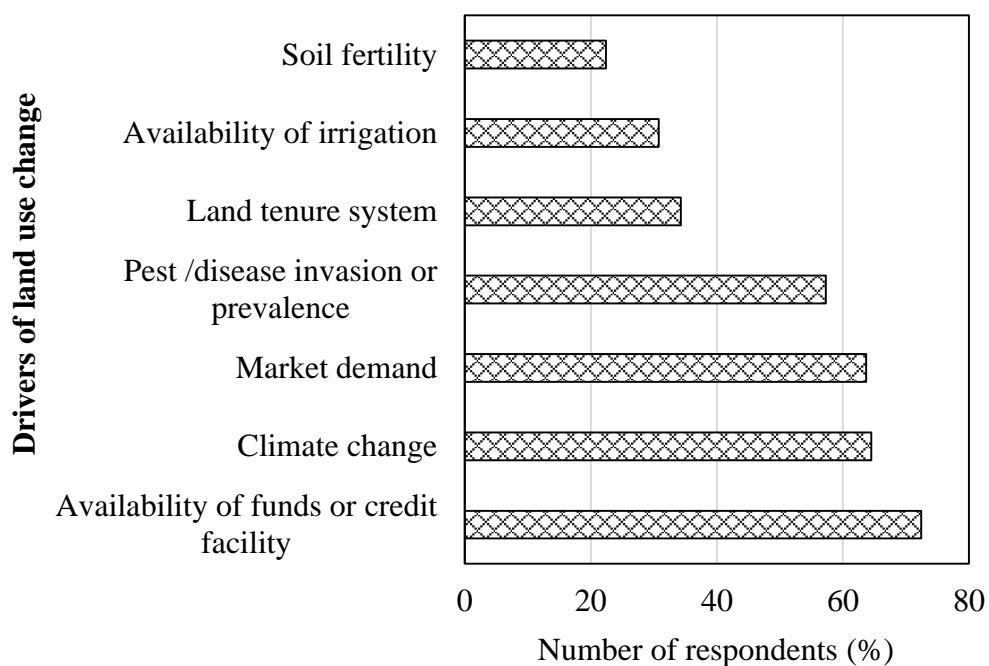 Drivers of land use change
Soil fertility
Availability of irrigation
Land tenure system
Pest /disease invasion or
prevalence
Market demand
Climate change
Availability of funds or credit
facility
0 20 40 60 80
Number of respondents (%)